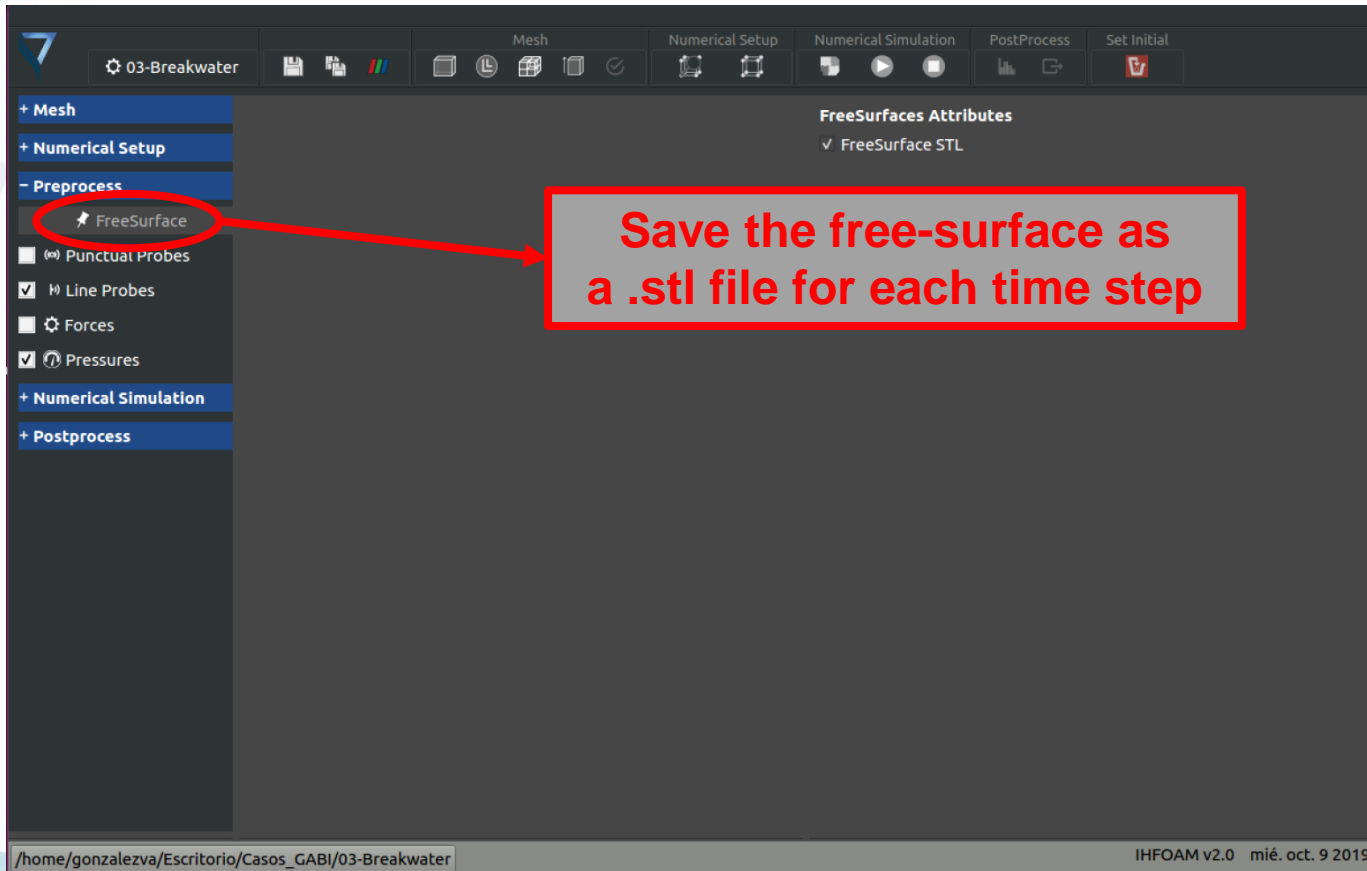 Mesh
Numerical Setup
Numerical Simulation
PostProcess
Set Initial
03-Breakwater
+ Mesh
+ Numerical Setup
− Preprocess
FreeSurface
Punctual Probes
Line Probes
Forces
Pressures
+ Numerical Simulation
+ Postprocess
FreeSurfaces Attributes
FreeSurface STL
Save the free-surface as
a .stl file for each time step
/home/gonzalezva/Escritorio/Casos_GABI/03-Breakwater
IHFOAM v2.0 mié. oct. 9 2019